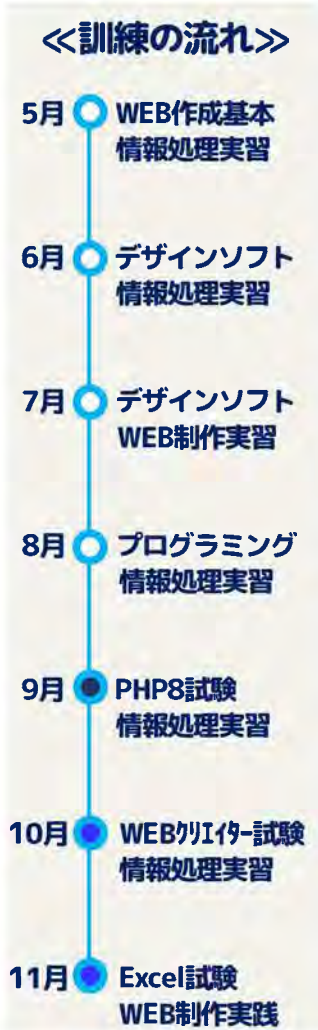 ≪訓練の流れ≫
5月 WEB作成基本
情報処理実習
6月 デザインソフト
情報処理実習
7月 デザインソフト
WEB制作実習
8月 プログラミング
情報処理実習
9月 PHP8試験
情報処理実習
10月 WEBｸﾘｴｲﾀｰ試験
情報処理実習
11月 Excel試験
WEB制作実践